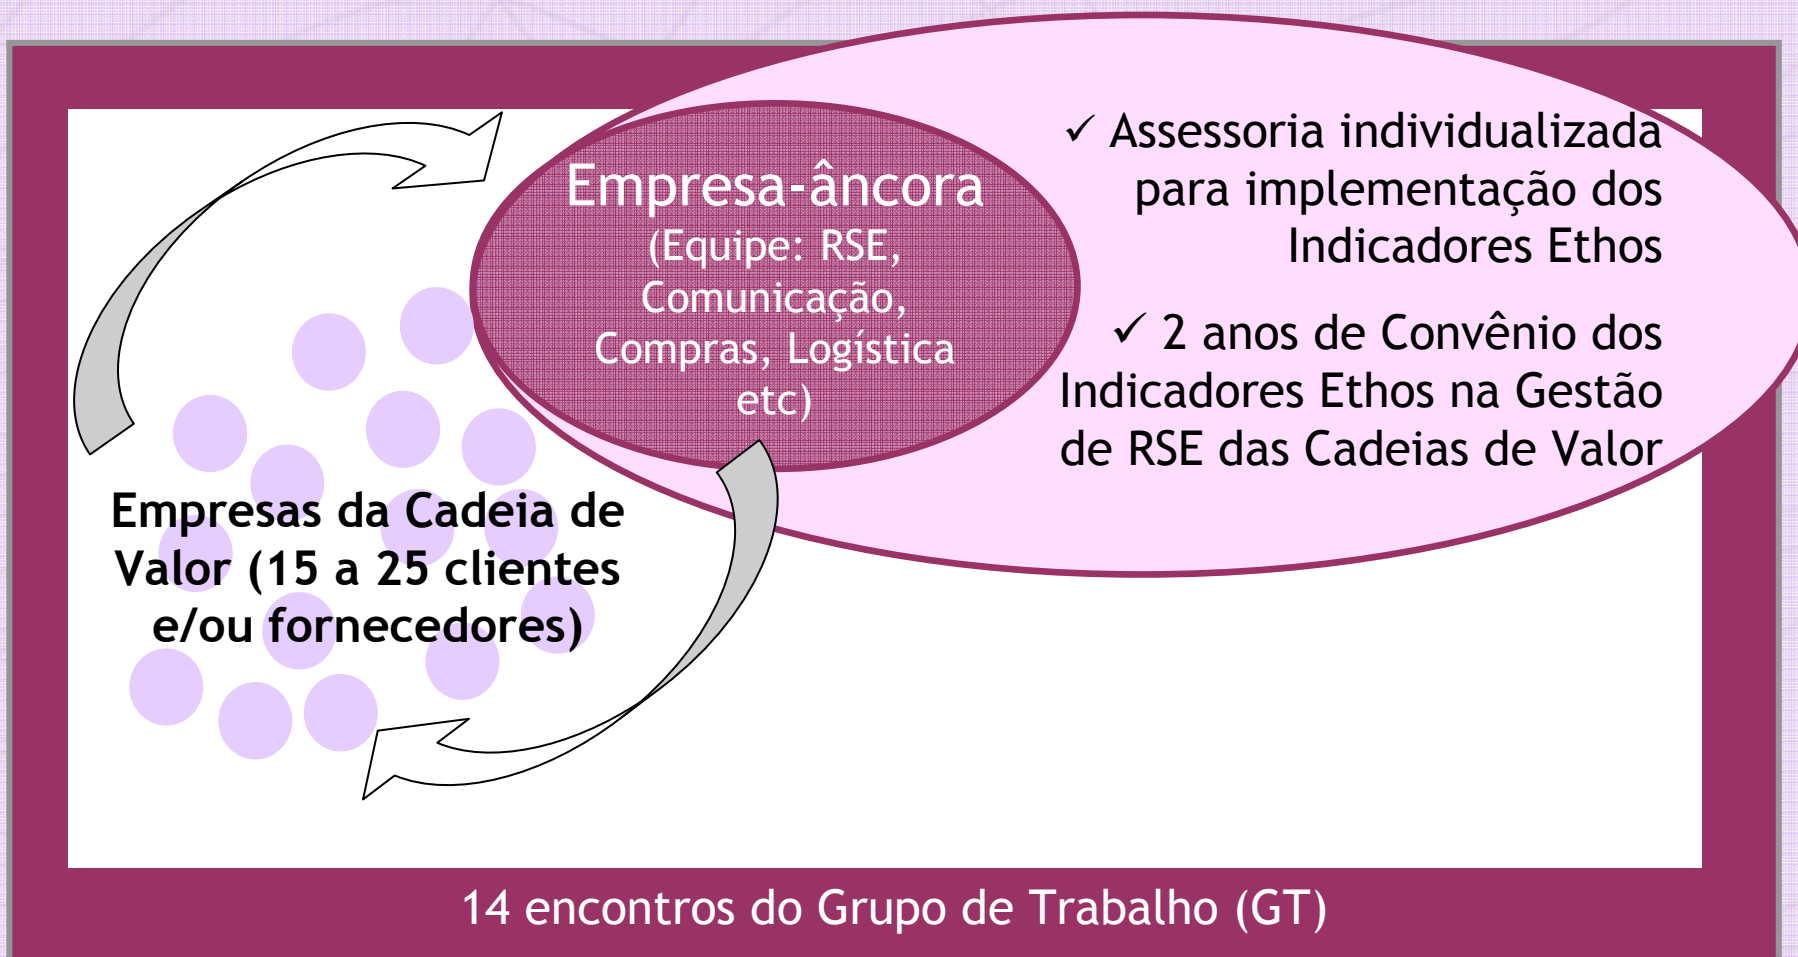 Empresa-âncora
(Equipe: RSE,
Comunicação,
Compras, Logística
etc)
✓ Assessoria individualizada
para implementação dos
Indicadores Ethos
✓ 2 anos de Convênio dos
Indicadores Ethos na Gestão
de RSE das Cadeias de Valor
Empresas da Cadeia de
Valor (15 a 25 clientes
e/ou fornecedores)
14 encontros do Grupo de Trabalho (GT)